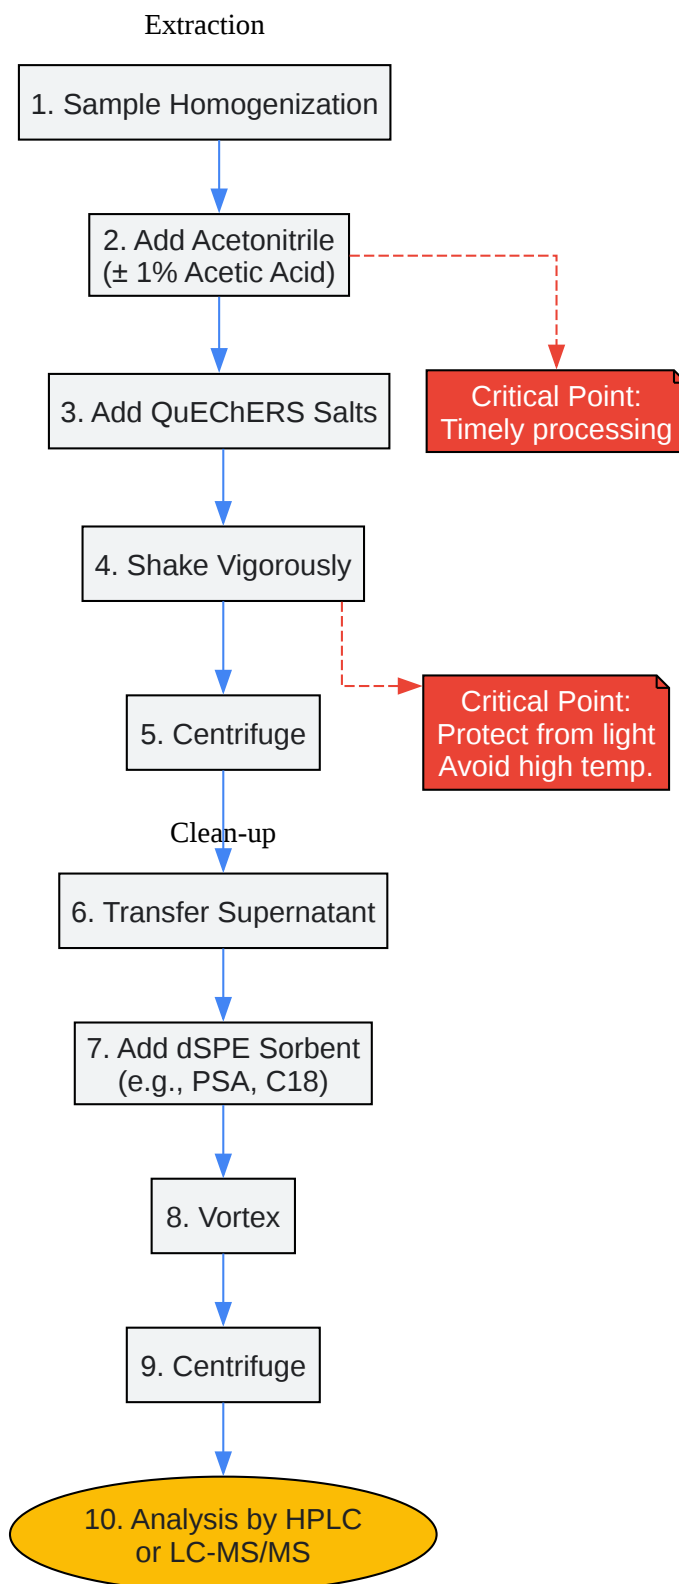 Extraction
1. Sample Homogenization
2. Add Acetonitrile
(± 1% Acetic Acid)
3. Add QuEChERS Salts
Critical Point:
Timely processing
4. Shake Vigorously
Critical Point:
Protect from light
Avoid high temp.
5. Centrifuge
Clean-up
6. Transfer Supernatant
7. Add dSPE Sorbent
(e.g., PSA, C18)
8. Vortex
9. Centrifuge
10. Analysis by HPLC
or LC-MS/MS